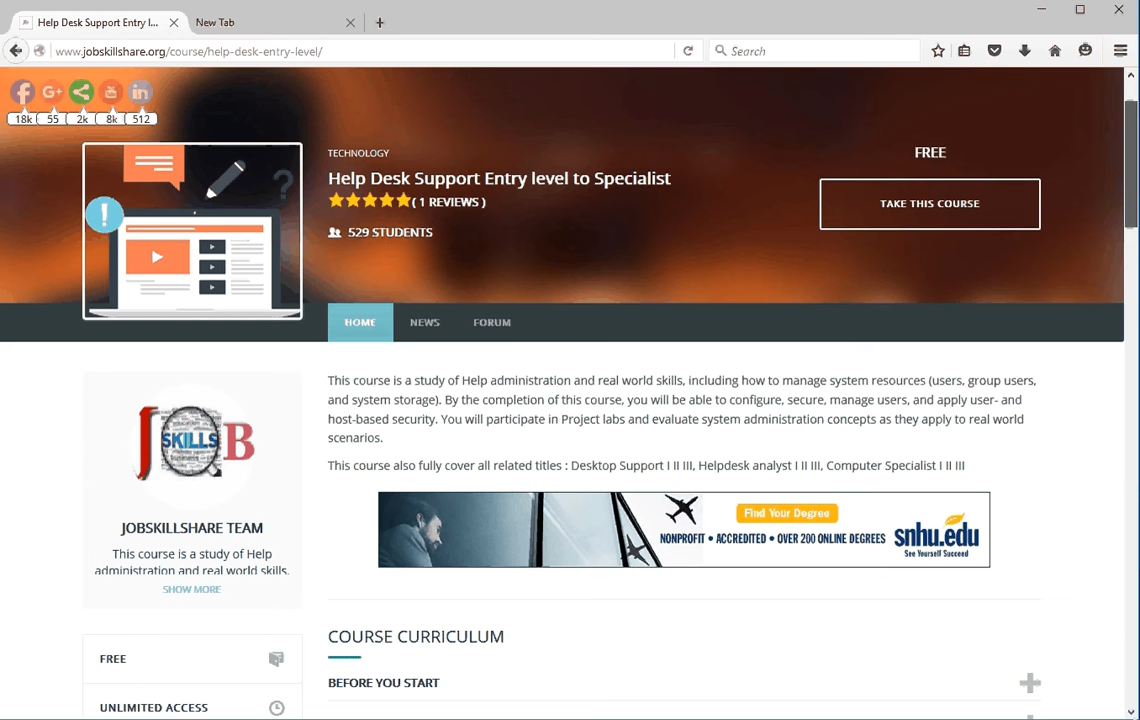 Help Desk Support Entry l...
New Tab
www.jobskillshare.org/course/help-desk-entry-level/
Search
f G+ in
18k 55 2k 8k 512
TECHNOLOGY
Help Desk Support Entry level to Specialist
( 1 REVIEWS )
529 STUDENTS
FREE
TAKE THIS COURSE
HOME NEWS FORUM
This course is a study of Help administration and real world skills, including how to manage system resources (users, group users,
and system storage). By the completion of this course, you will be able to configure, secure, manage users, and apply user- and
host-based security. You will participate in Project labs and evaluate system administration concepts as they apply to real world
scenarios.
This course also fully cover all related titles : Desktop Support I II III, Helpdesk analyst I II III, Computer Specialist I II III
Find Your Degree
NONPROFIT • ACCREDITED • OVER 200 ONLINE DEGREES
snhu.edu
See Yourself Succeed
JOB
SKILLS
JOBSKILLSHARE TEAM
This course is a study of Help
administration and real world skills,
SHOW MORE
FREE
UNLIMITED ACCESS
COURSE CURRICULUM
BEFORE YOU START